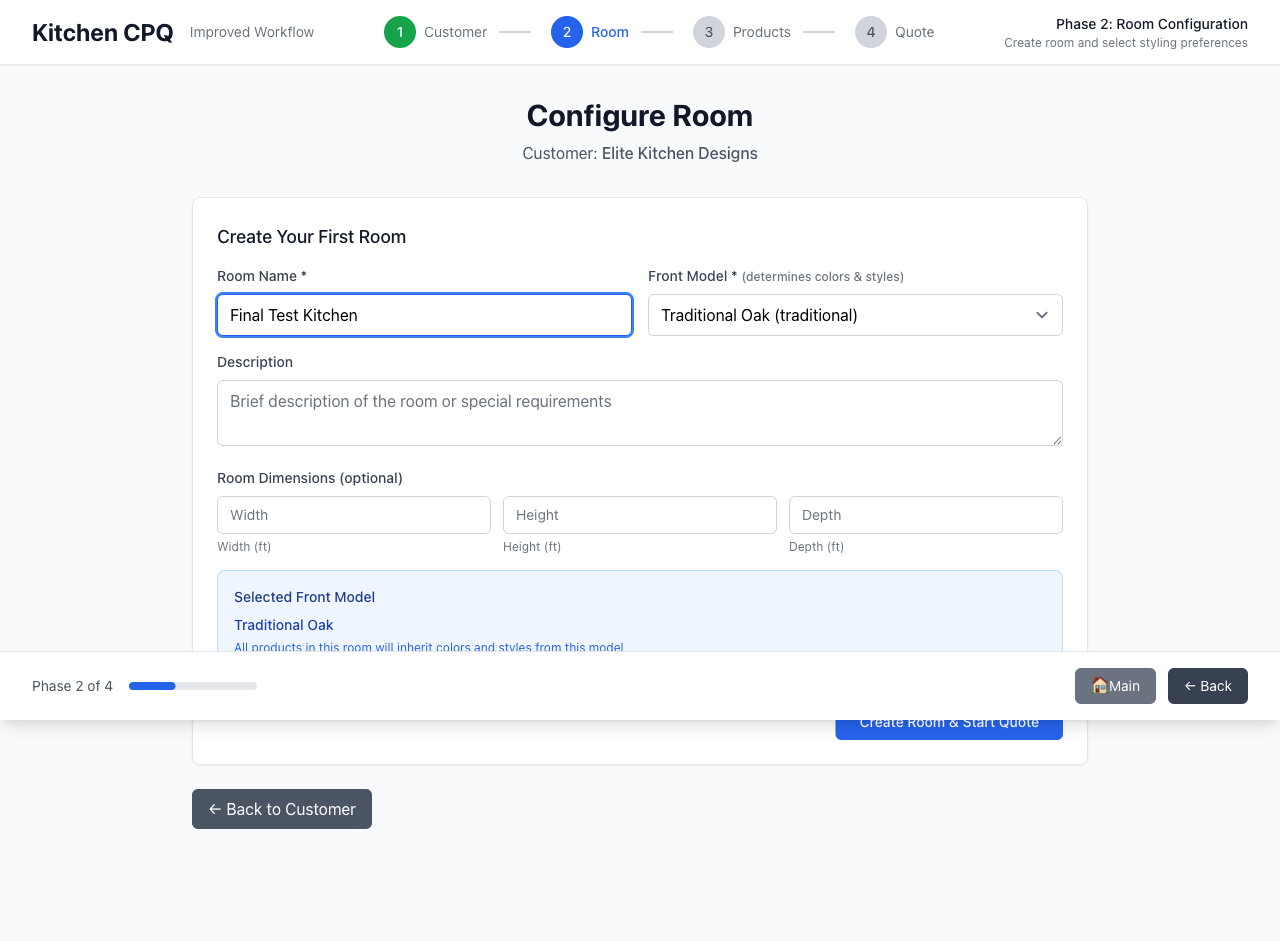 Kitchen CPQ Improved Workflow
1 Customer 2 Room 3 Products 4 Quote
Phase 2: Room Configuration
Create room and select styling preferences
Configure Room
Customer: Elite Kitchen Designs
Create Your First Room
Room Name * Front Model * (determines colors & styles)
Final Test Kitchen Traditional Oak (traditional)
Description
Brief description of the room or special requirements
Room Dimensions (optional)
Width Height Depth
Width (ft) Height (ft) Depth (ft)
Selected Front Model
Traditional Oak
All products in this room will inherit colors and styles from this model
Phase 2 of 4 Main ← Back
Create Room & Start Quote
← Back to Customer